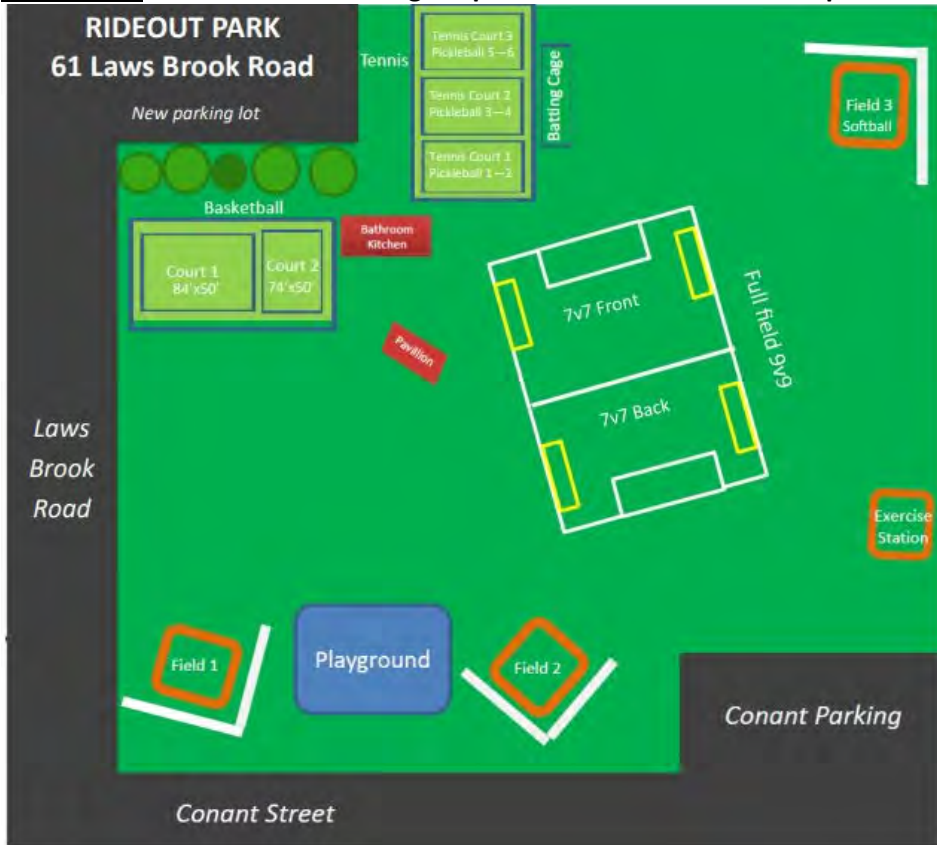 RIDEOUT PARK
61 Laws Brook Road
New parking lot
Tennis
Tennis Court 3
Pickleball 5—6
Tennis Court 2
Pickleball 3—4
Tennis Court 1
Pickleball 1—2
Batting Cage
Field 3
Softball
Basketball
Court 1
84'x50'
Court 2
74'x50'
Bathroom
Kitchen
Pavillion
7v7 Front
7v7 Back
Full field 9v9
Laws
Brook
Road
Exercise
Station
Field 1
Playground
Field 2
Conant Parking
Conant Street